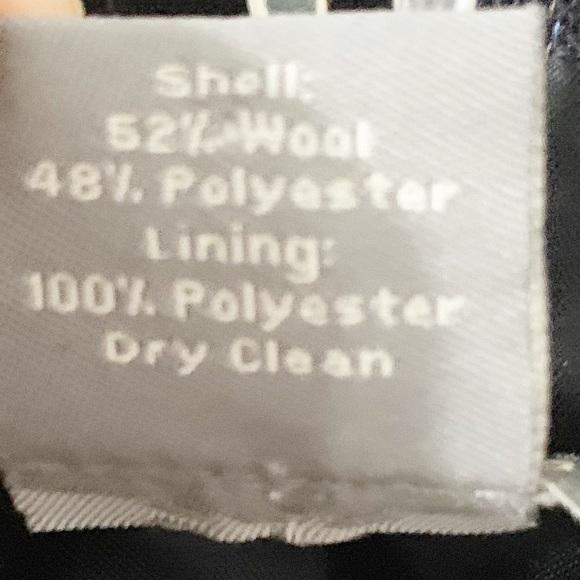 Shell:
52% Wool
48% Polyester
Lining:
100% Polyester
Dry Clean